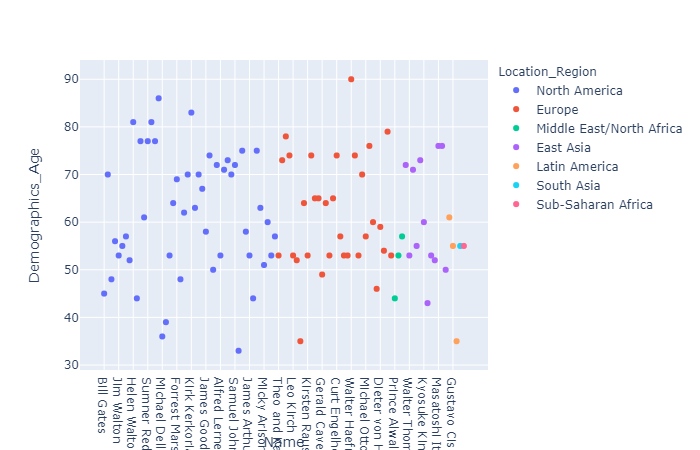 Location_Region
North America
Europe
Middle East/North Africa
East Asia
Latin America
South Asia
Sub-Saharan Africa
Demographics_Age
90
80
70
60
50
40
30
Bill Gates
Jim Walton
Helen Walto
Sumner Red
Michael Dell
Forrest Mars
Kirk Kerkor
James Good
Alfred Lerne
Samuel Joh
James Arth
Micky Arison
Theo and
Leo Kirch
Kirsten Rau
Gerald Cave
Curt Engelh
Walter Haef
Michael Otto
Dieter von H
Prince Alwal
Walter Thom
Kyosuke Kin
Masatoshi It
Gustavo Cis
Name